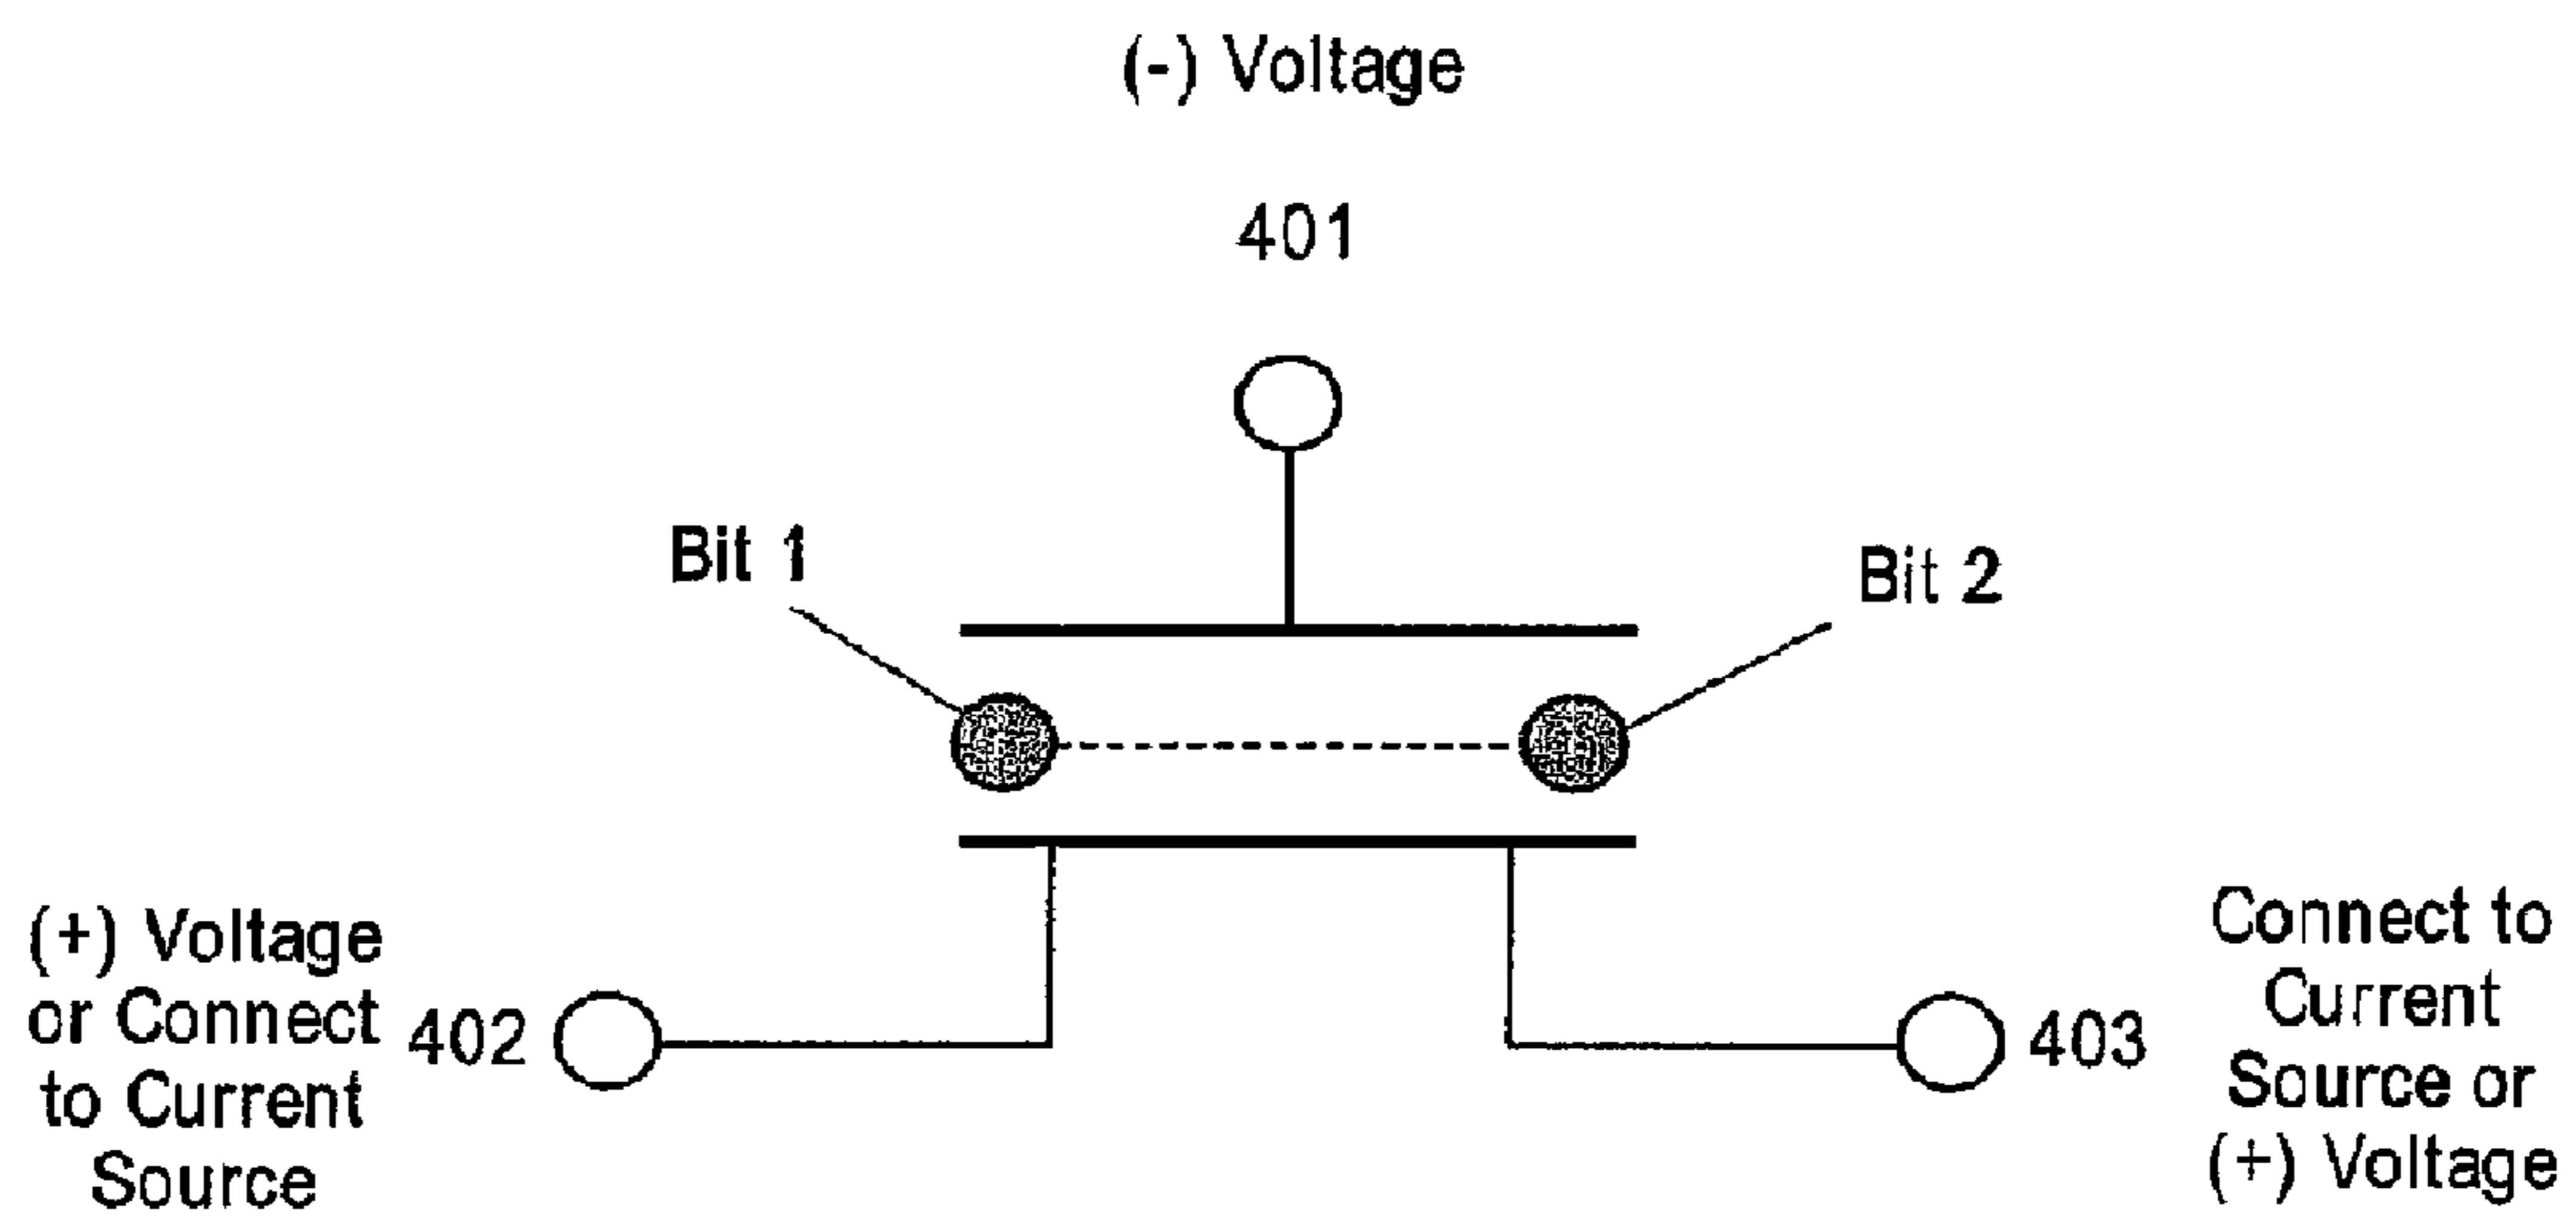 (-) Voltage
401
Bit 1
Bit 2
(+) Voltage
or Connect
to Current
Source
402
403
Connect to
Current
Source or
(+) Voltage